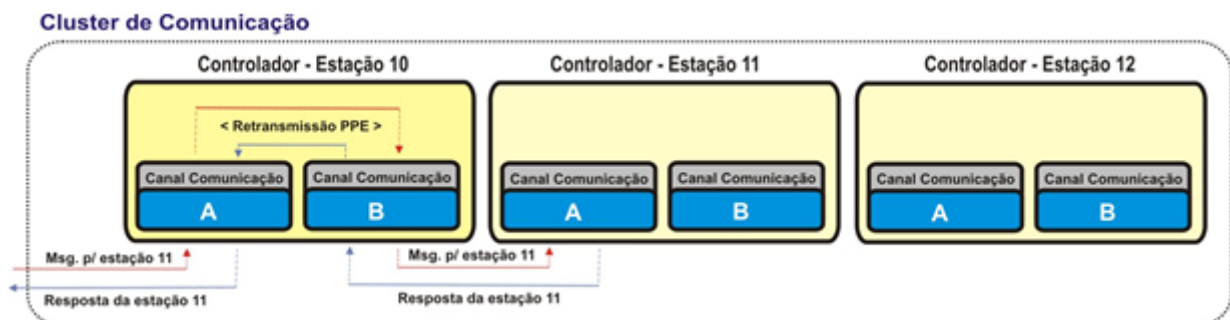 Cluster de Comunicação
Controlador - Estação 10
Controlador - Estação 11
Controlador - Estação 12
< Retransmissão PPE >
Canal Comunicação
Canal Comunicação
Canal Comunicação
Canal Comunicação
Canal Comunicação
Canal Comunicação
A
B
A
B
A
B
Msg. p/ estação 11
Msg. p/ estação 11
Resposta da estação 11
Resposta da estação 11